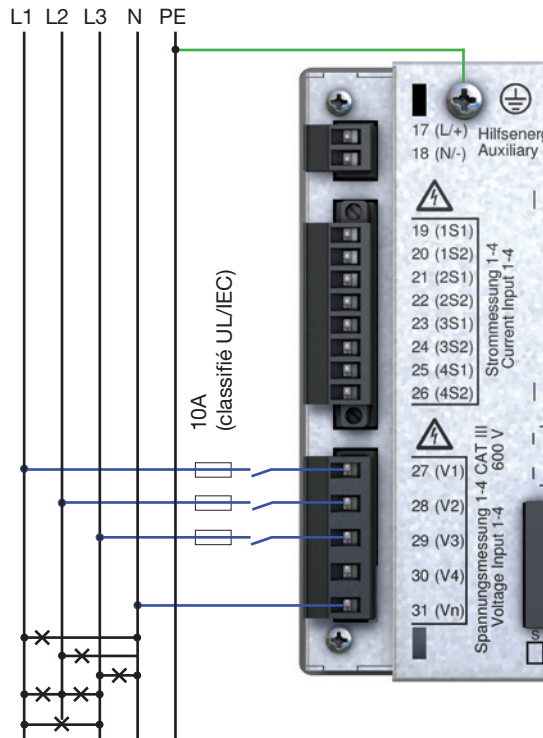 L1 L2 L3 N PE
17 (L/+)
18 (N/-)
Auxiliary
19 (1S1)
20 (1S2)
21 (2S1)
22 (2S2)
23 (3S1)
24 (3S2)
25 (4S1)
26 (4S2)
Strommessung 1-4
Current Input 1-4
10A
(classifié UL/IEC)
27 (V1)
28 (V2)
29 (V3)
30 (V4)
31 (Vn)
Spannungsmessung 1-4 CAT III
Voltage Input 1-4 600 V
S